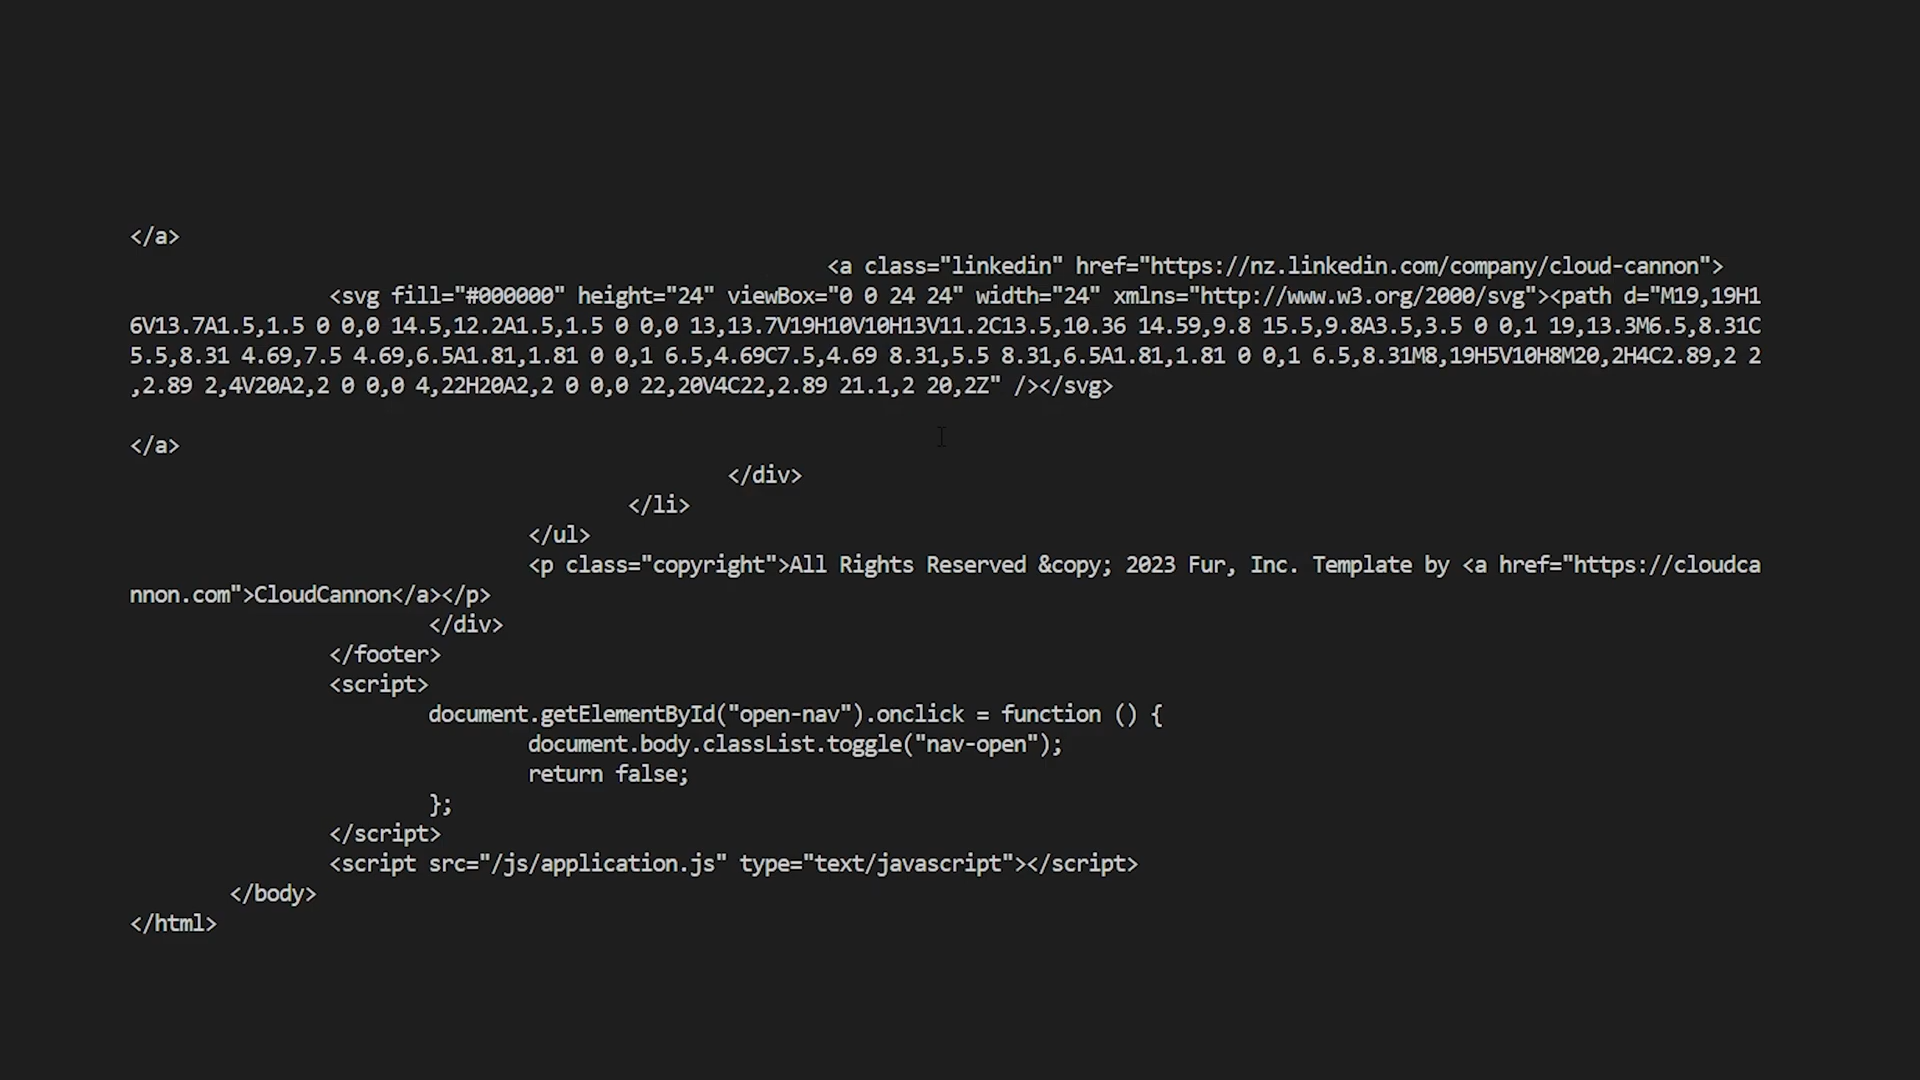 </a>
<a class="linkedin" href="https://nz.linkedin.com/company/cloud-cannon">
<svg fill="#000000" height="24" viewBox="0 0 24 24" width="24" xmlns="http://www.w3.org/2000/svg"><path d="M19,19H1
6V13.7A1.5,1.5 0 0,0 14.5,12.2A1.5,1.5 0 0,0 13,13.7V19H10V10H13V11.2C13.5,10.36 14.59,9.8 15.5,9.8A3.5,3.5 0 0,1 19,13.3M6.5,8.31C
5.5,8.31 4.69,7.5 4.69,6.5A1.81,1.81 0 0,1 6.5,4.69C7.5,4.69 8.31,5.5 8.31,6.5A1.81,1.81 0 0,1 6.5,8.31M8,19H5V10H8M20,2H4C2.89,2 2
,2.89 2,4V20A2,2 0 0,0 4,22H20A2,2 0 0,0 22,20V4C22,2.89 21.1,2 20,2Z" /></svg>
</a>
</div>
</li>
</ul>
<p class="copyright">All Rights Reserved &copy; 2023 Fur, Inc. Template by <a href="https://cloudca
nnon.com">CloudCannon</a></p>
</div>
</footer>
<script>
document.getElementById("open-nav").onclick = function () {
document.body.classList.toggle("nav-open");
return false;
};
</script>
<script src="/js/application.js" type="text/javascript"></script>
</body>
</html>